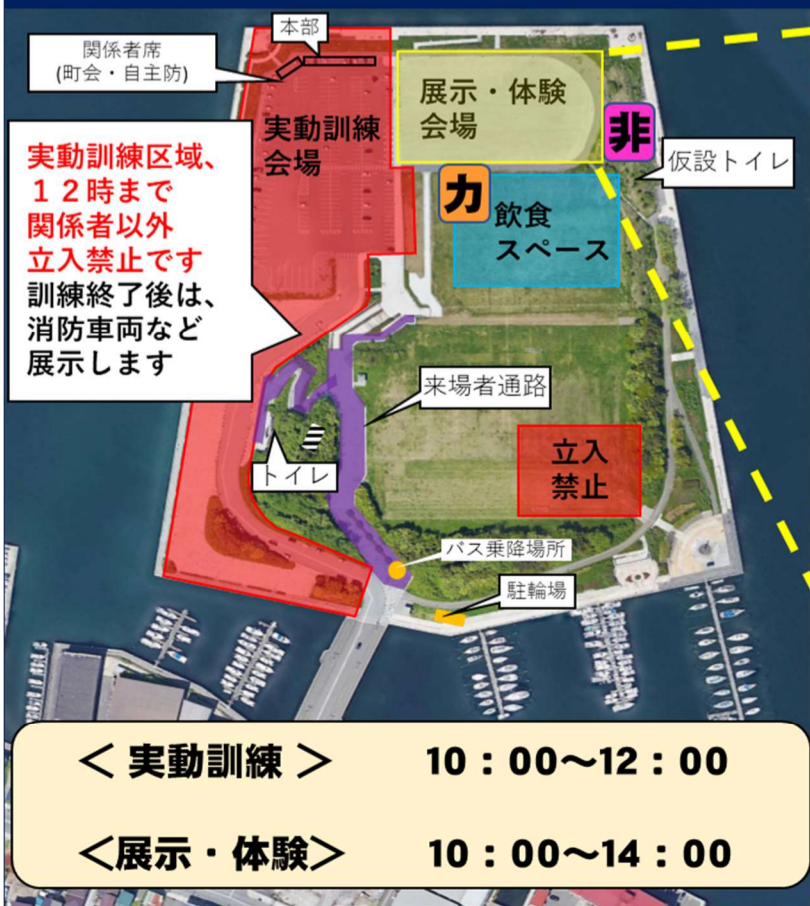 本部
関係者席
(町会・自主防)
実動訓練
会場
展示・体験
会場
非
仮設トイレ
カ
飲食
スペース
実動訓練区域、
１２時まで
関係者以外
立入禁止です
訓練終了後は、
消防車両など
展示します
来場者通路
トイレ
立入
禁止
バス乗降場所
駐輪場
＜ 実動訓練 ＞ 10：00～12：00
＜展示・体験＞ 10：00～14：00